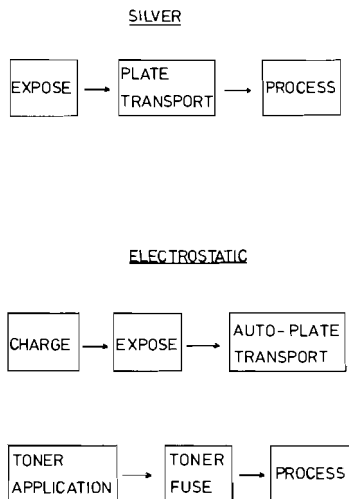 SILVER
EXPOSE
PLATE
TRANSPORT
PROCESS
ELECTROSTATIC
CHARGE
EXPOSE
AUTO-PLATE
TRANSPORT
TONER
APPLICATION
TONER
FUSE
PROCESS